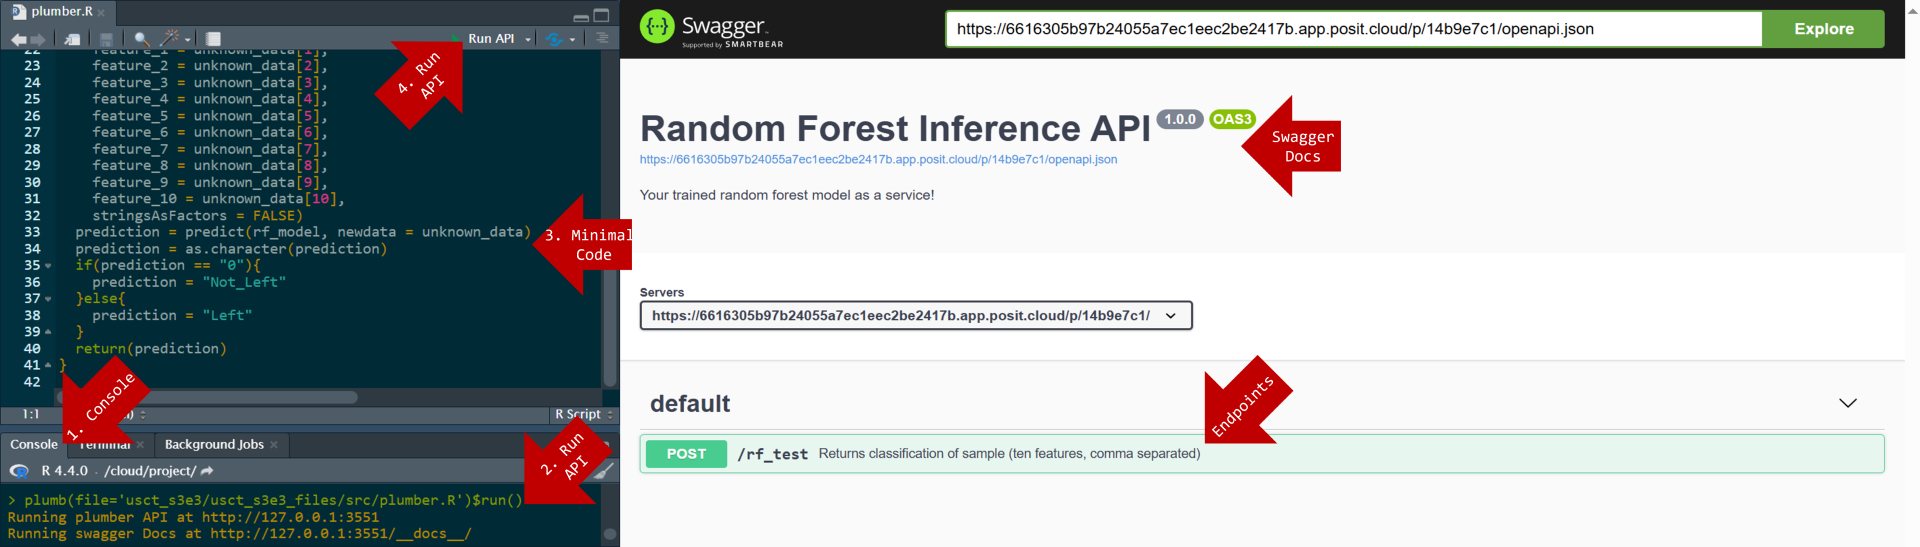 plumber.R
Run API
22 feature_1 = unknown_data[1],
23 feature_2 = unknown_data[2],
24 feature_3 = unknown_data[3],
25 feature_4 = unknown_data[4],
26 feature_5 = unknown_data[5],
27 feature_6 = unknown_data[6],
28 feature_7 = unknown_data[7],
29 feature_8 = unknown_data[8],
30 feature_9 = unknown_data[9],
31 feature_10 = unknown_data[10],
32 stringsAsFactors = FALSE)
33 prediction = predict(rf_model, newdata = unknown_data)
34 prediction = as.character(prediction)
35 if(prediction == "0"){
36 prediction = "Not_Left"
37 }else{
38 prediction = "Left"
39 }
40 return(prediction)
41 }
42
1:1
R Script
Console Terminal Background Jobs
R 4.4.0 · /cloud/project/
> plumb(file='usct_s3e3/usct_s3e3_files/src/plumber.R')$run()
Running plumber API at http://127.0.0.1:3551
Running swagger Docs at http://127.0.0.1:3551/__docs__/
4. Run
API
3. Minimal
Code
1. Console
2. Run
API
Swagger
Supported by SMARTBEAR
https://6616305b97b24055a7ec1eec2be2417b.app.posit.cloud/p/14b9e7c1/openapi.json
Explore
Random Forest Inference API 1.0.0 OAS3
https://6616305b97b24055a7ec1eec2be2417b.app.posit.cloud/p/14b9e7c1/openapi.json
Your trained random forest model as a service!
Swagger
Docs
Servers
https://6616305b97b24055a7ec1eec2be2417b.app.posit.cloud/p/14b9e7c1/
Endpoints
default
POST /rf_test Returns classification of sample (ten features, comma separated)